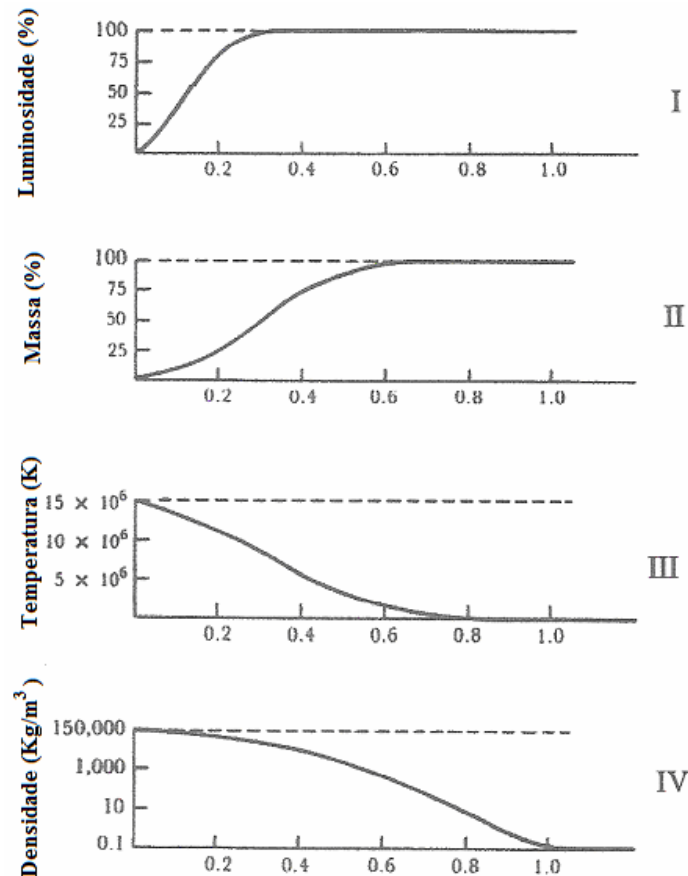 Luminosidade (%)
100
75
50
25
0.2 0.4 0.6 0.8 1.0
I
Massa (%)
100
75
50
25
0.2 0.4 0.6 0.8 1.0
II
Temperatura (K)
15 × 10⁶
10 × 10⁶
5 × 10⁶
0.2 0.4 0.6 0.8 1.0
III
Densidade (Kg/m³)
150,000
1,000
10
0.1
0.2 0.4 0.6 0.8 1.0
IV